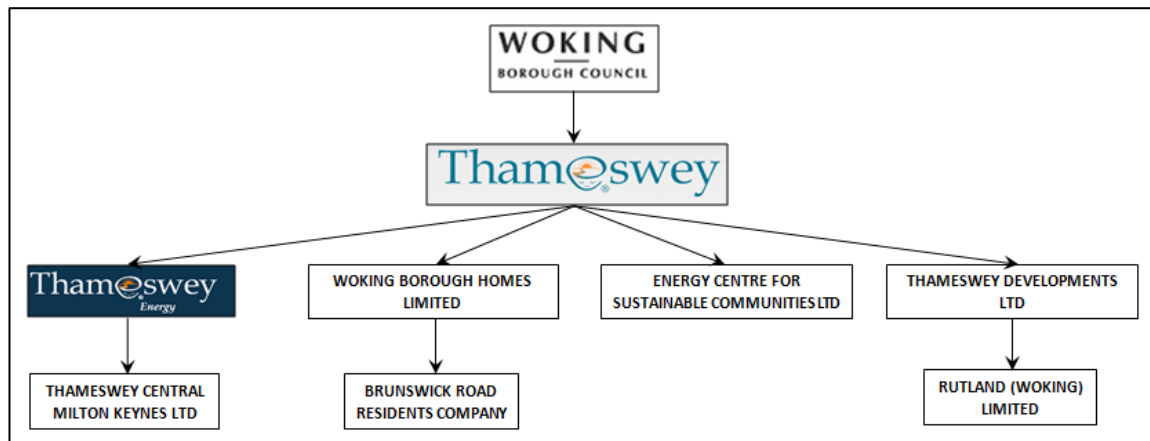 WOKING
BOROUGH COUNCIL
Thameswey
®
Thameswey
®
Energy
WOKING BOROUGH HOMES
LIMITED
ENERGY CENTRE FOR
SUSTAINABLE COMMUNITIES LTD
THAMESWEY DEVELOPMENTS
LTD
THAMESWEY CENTRAL
MILTON KEYNES LTD
BRUNSWICK ROAD
RESIDENTS COMPANY
RUTLAND (WOKING)
LIMITED